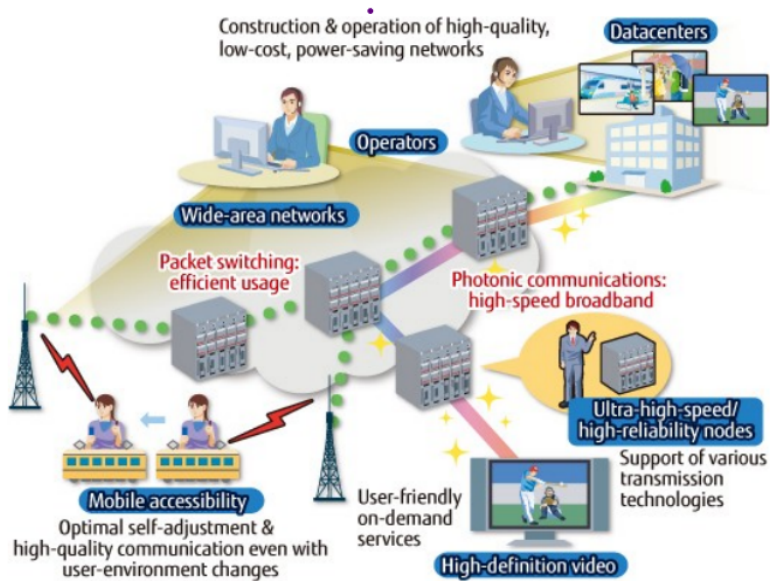 Construction & operation of high-quality,
low-cost, power-saving networks
Datacenters
Operators
Wide-area networks
Packet switching:
efficient usage
Photonic communications:
high-speed broadband
Ultra-high-speed/
high-reliability nodes
Support of various
transmission
technologies
Mobile accessibility
Optimal self-adjustment &
high-quality communication even with
user-environment changes
User-friendly
on-demand
services
High-definition video